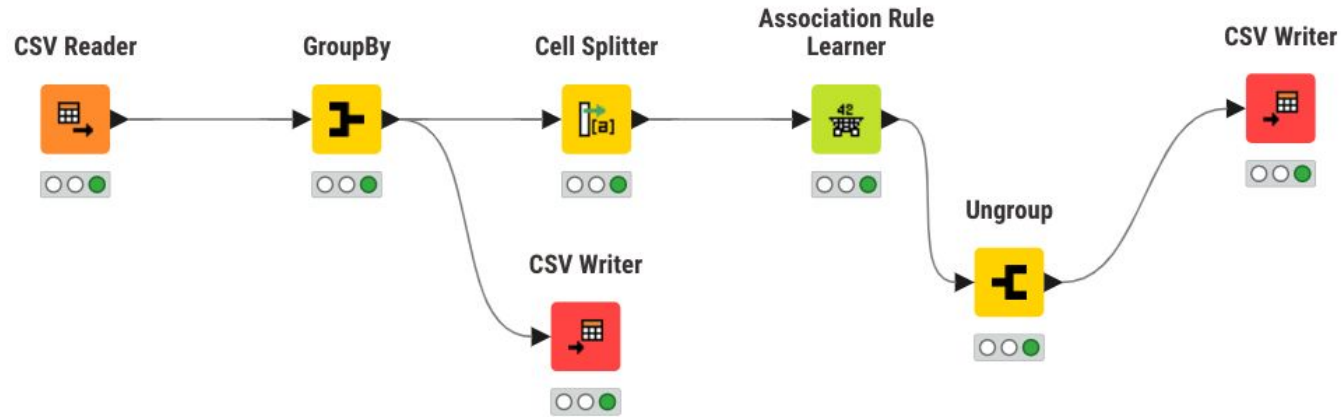 CSV Reader
GroupBy
Cell Splitter
[a]
Association Rule
Learner
42
CSV Writer
Ungroup
CSV Writer